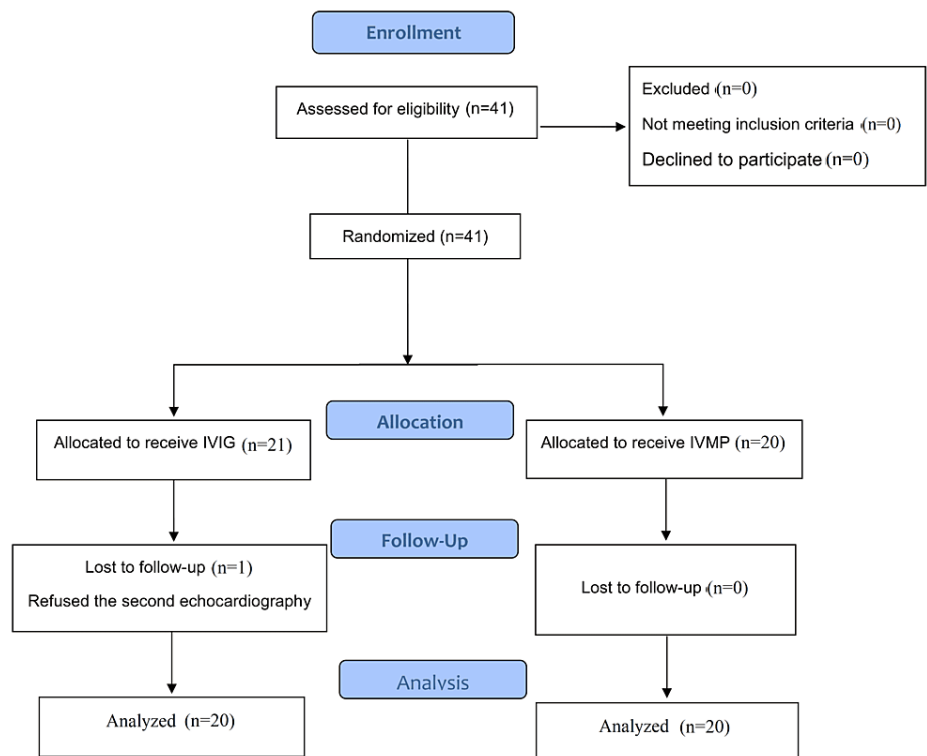 Enrollment
Assessed for eligibility (n=41)
Excluded (n=0)
Not meeting inclusion criteria (n=0)
Declined to participate (n=0)
Randomized (n=41)
Allocation
Allocated to receive IVIG (n=21)
Allocated to receive IVMP (n=20)
Follow-Up
Lost to follow-up (n=1)
Refused the second echocardiography
Lost to follow-up (n=0)
Analysis
Analyzed (n=20)
Analyzed (n=20)